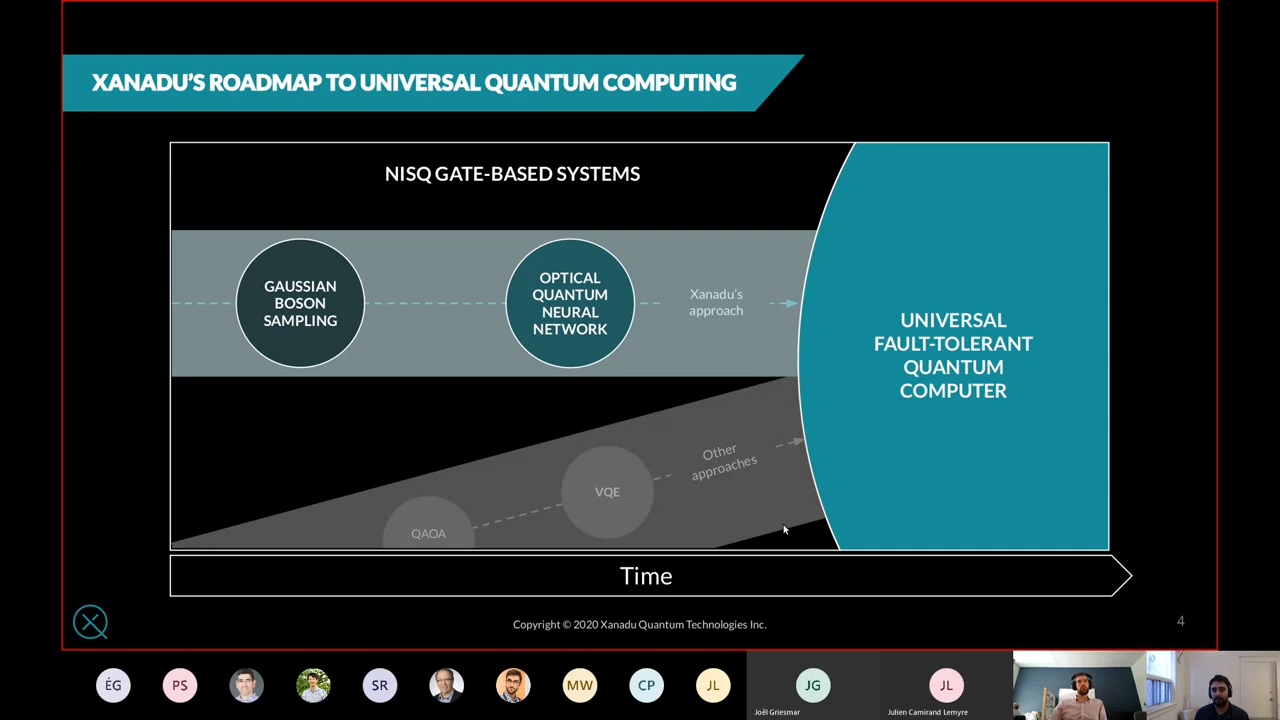 XANADU'S ROADMAP TO UNIVERSAL QUANTUM COMPUTING
NISQ GATE-BASED SYSTEMS
GAUSSIAN
BOSON
SAMPLING
OPTICAL
QUANTUM
NEURAL
NETWORK
Xanadu's
approach
UNIVERSAL
FAULT-TOLERANT
QUANTUM
COMPUTER
Other
approaches
VQE
QAOA
Time
Copyright © 2020 Xanadu Quantum Technologies Inc.
4
ÉG
PS
SR
MW
CP
JL
JG
JL
Joël Griesmar
Julien Camirand Lemyre